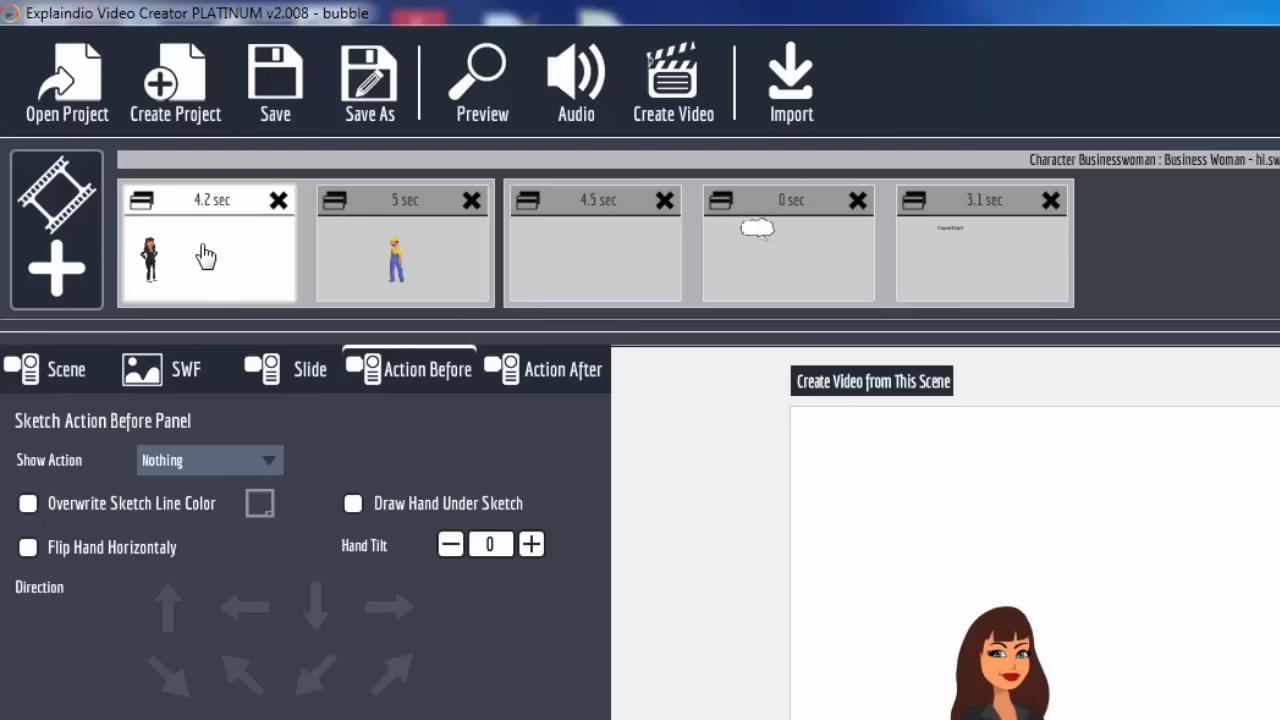 Explaindio Video Creator PLATINUM v2.008 - bubble
Open Project
Create Project
Save
Save As
Preview
Audio
Create Video
Import
Character Businesswoman : Business Woman - hi.sw
4.2 sec
5 sec
4.5 sec
0 sec
3.1 sec
Scene
SWF
Slide
Action Before
Action After
Sketch Action Before Panel
Create Video from This Scene
Show Action
Nothing
Overwrite Sketch Line Color
Draw Hand Under Sketch
Flip Hand Horizontaly
Hand Tilt
0
Direction